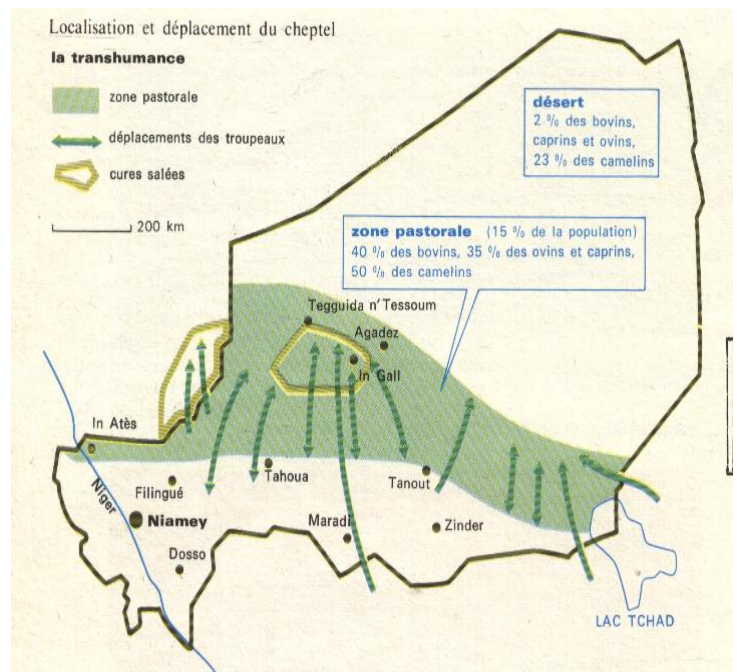 Localisation et déplacement du cheptel
la transhumance
zone pastorale
déplacements des troupeaux
cures salées
200 km
désert
2 % des bovins,
caprins et ovins,
23 % des camelins
zone pastorale (15 % de la population)
40 % des bovins, 35 % des ovins et caprins,
50 % des camelins
Tegguida n'Tessoum
Agadez
In Gall
In Atès
Tahoua
Tanout
Filingué
Niger
Niamey
Maradi
Zinder
Dosso
LAC TCHAD